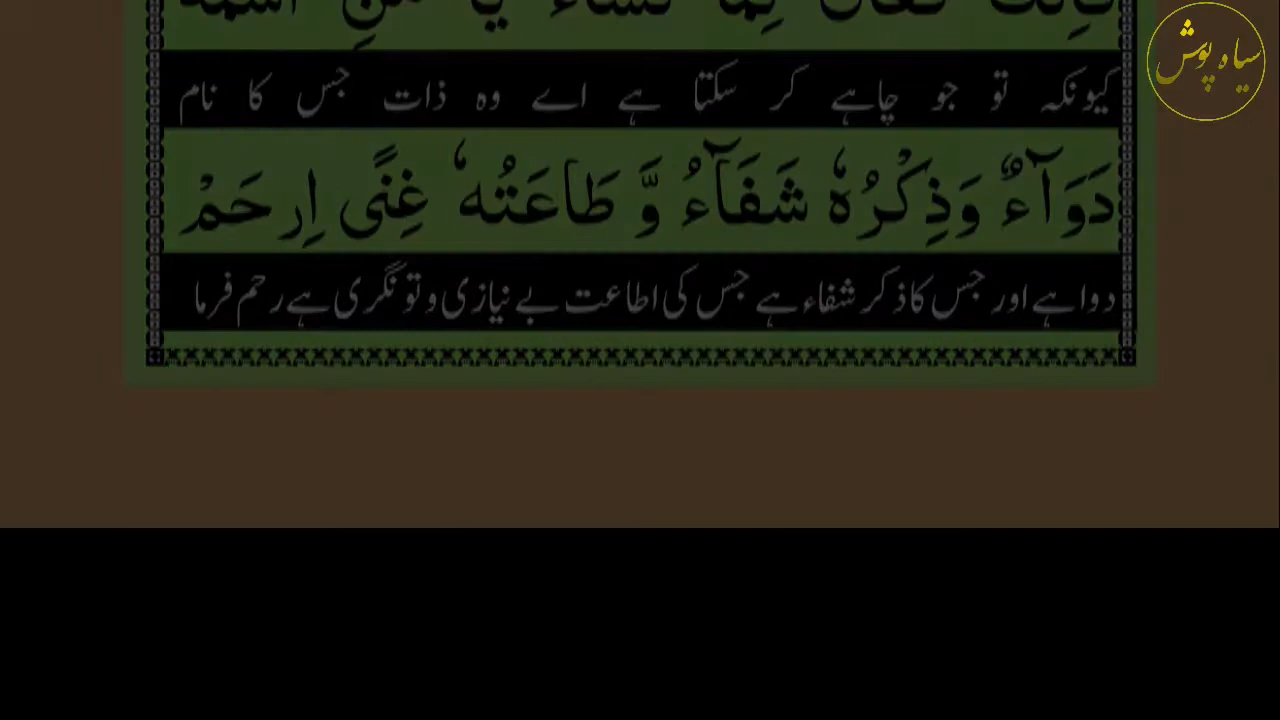 سیاہ پوش
کیونکہ تو جو چاہے کر سکتا ہے اے وہ ذات جس کا نام
دَوَآءٌ وَذِکْرُہٗ شَفَآءُ وَّ طَاعَتُہٗ غِنًی اِرحَمْ
دوا ہے اور جس کا ذکر شفاء ہے جس کی اطاعت بے نیازی و تونگری ہے رحم فرما